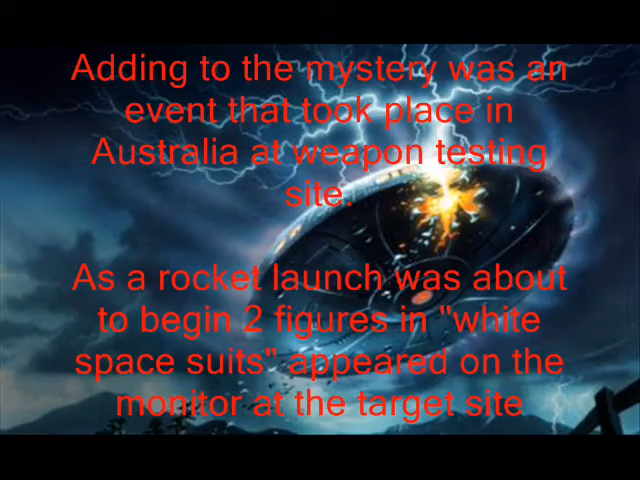 Adding to the mystery was an
event that took place in
Australia at weapon testing
site.
As a rocket launch was about
to begin 2 figures in "white
space suits" appeared on the
monitor at the target site